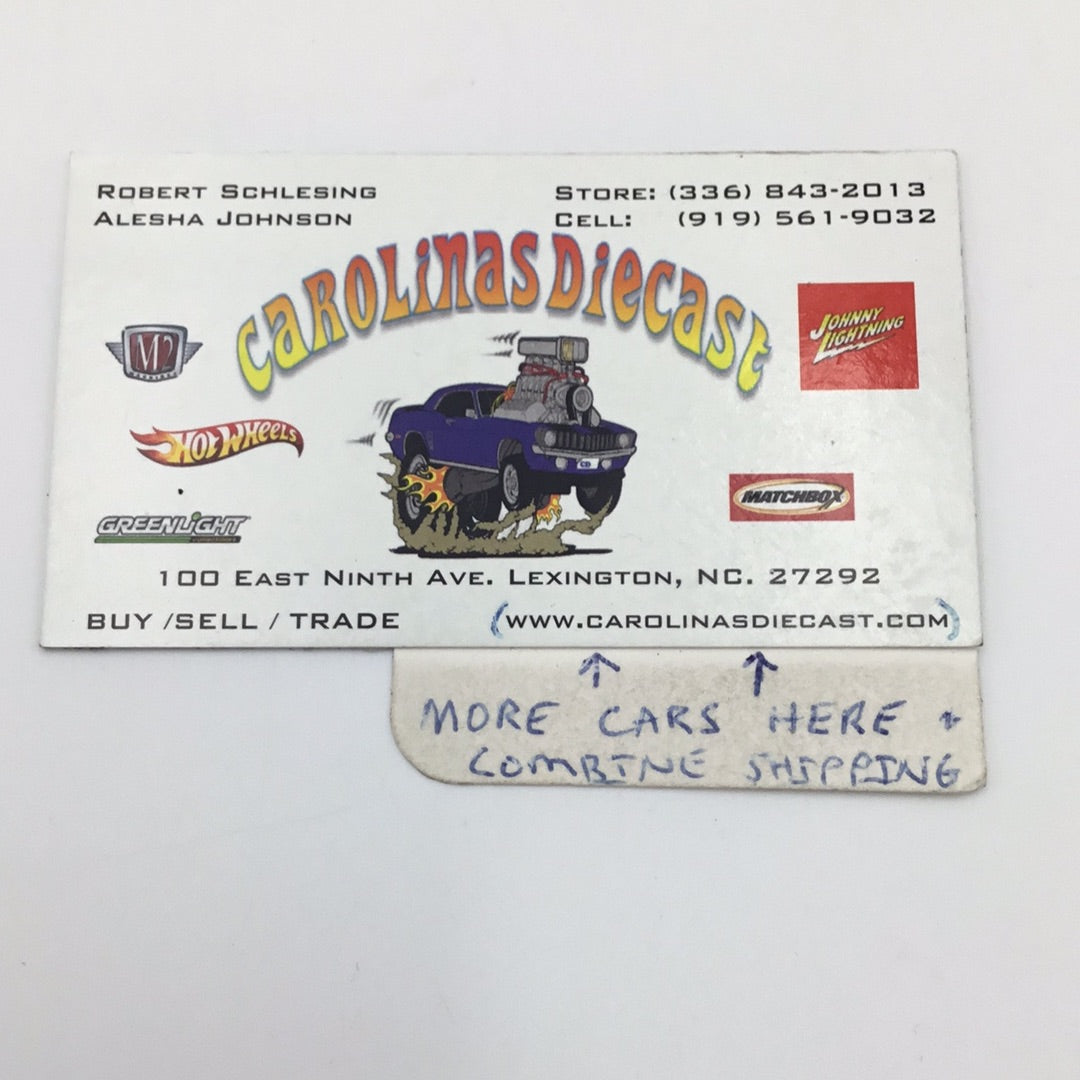 ROBERT SCHLESING
ALESHA JOHNSON
STORE: (336) 843-2013
CELL: (919) 561-9032
CAROLINAS DIECAST
M2
JOHNNY LIGHTNING
HOT WHEELS
CD
MATCHBOX
GREENLIGHT
100 EAST NINTH AVE. LEXINGTON, NC. 27292
BUY /SELL / TRADE
(WWW.CAROLINASDIECAST.COM)
MORE CARS HERE +
COMBINE SHIPPING